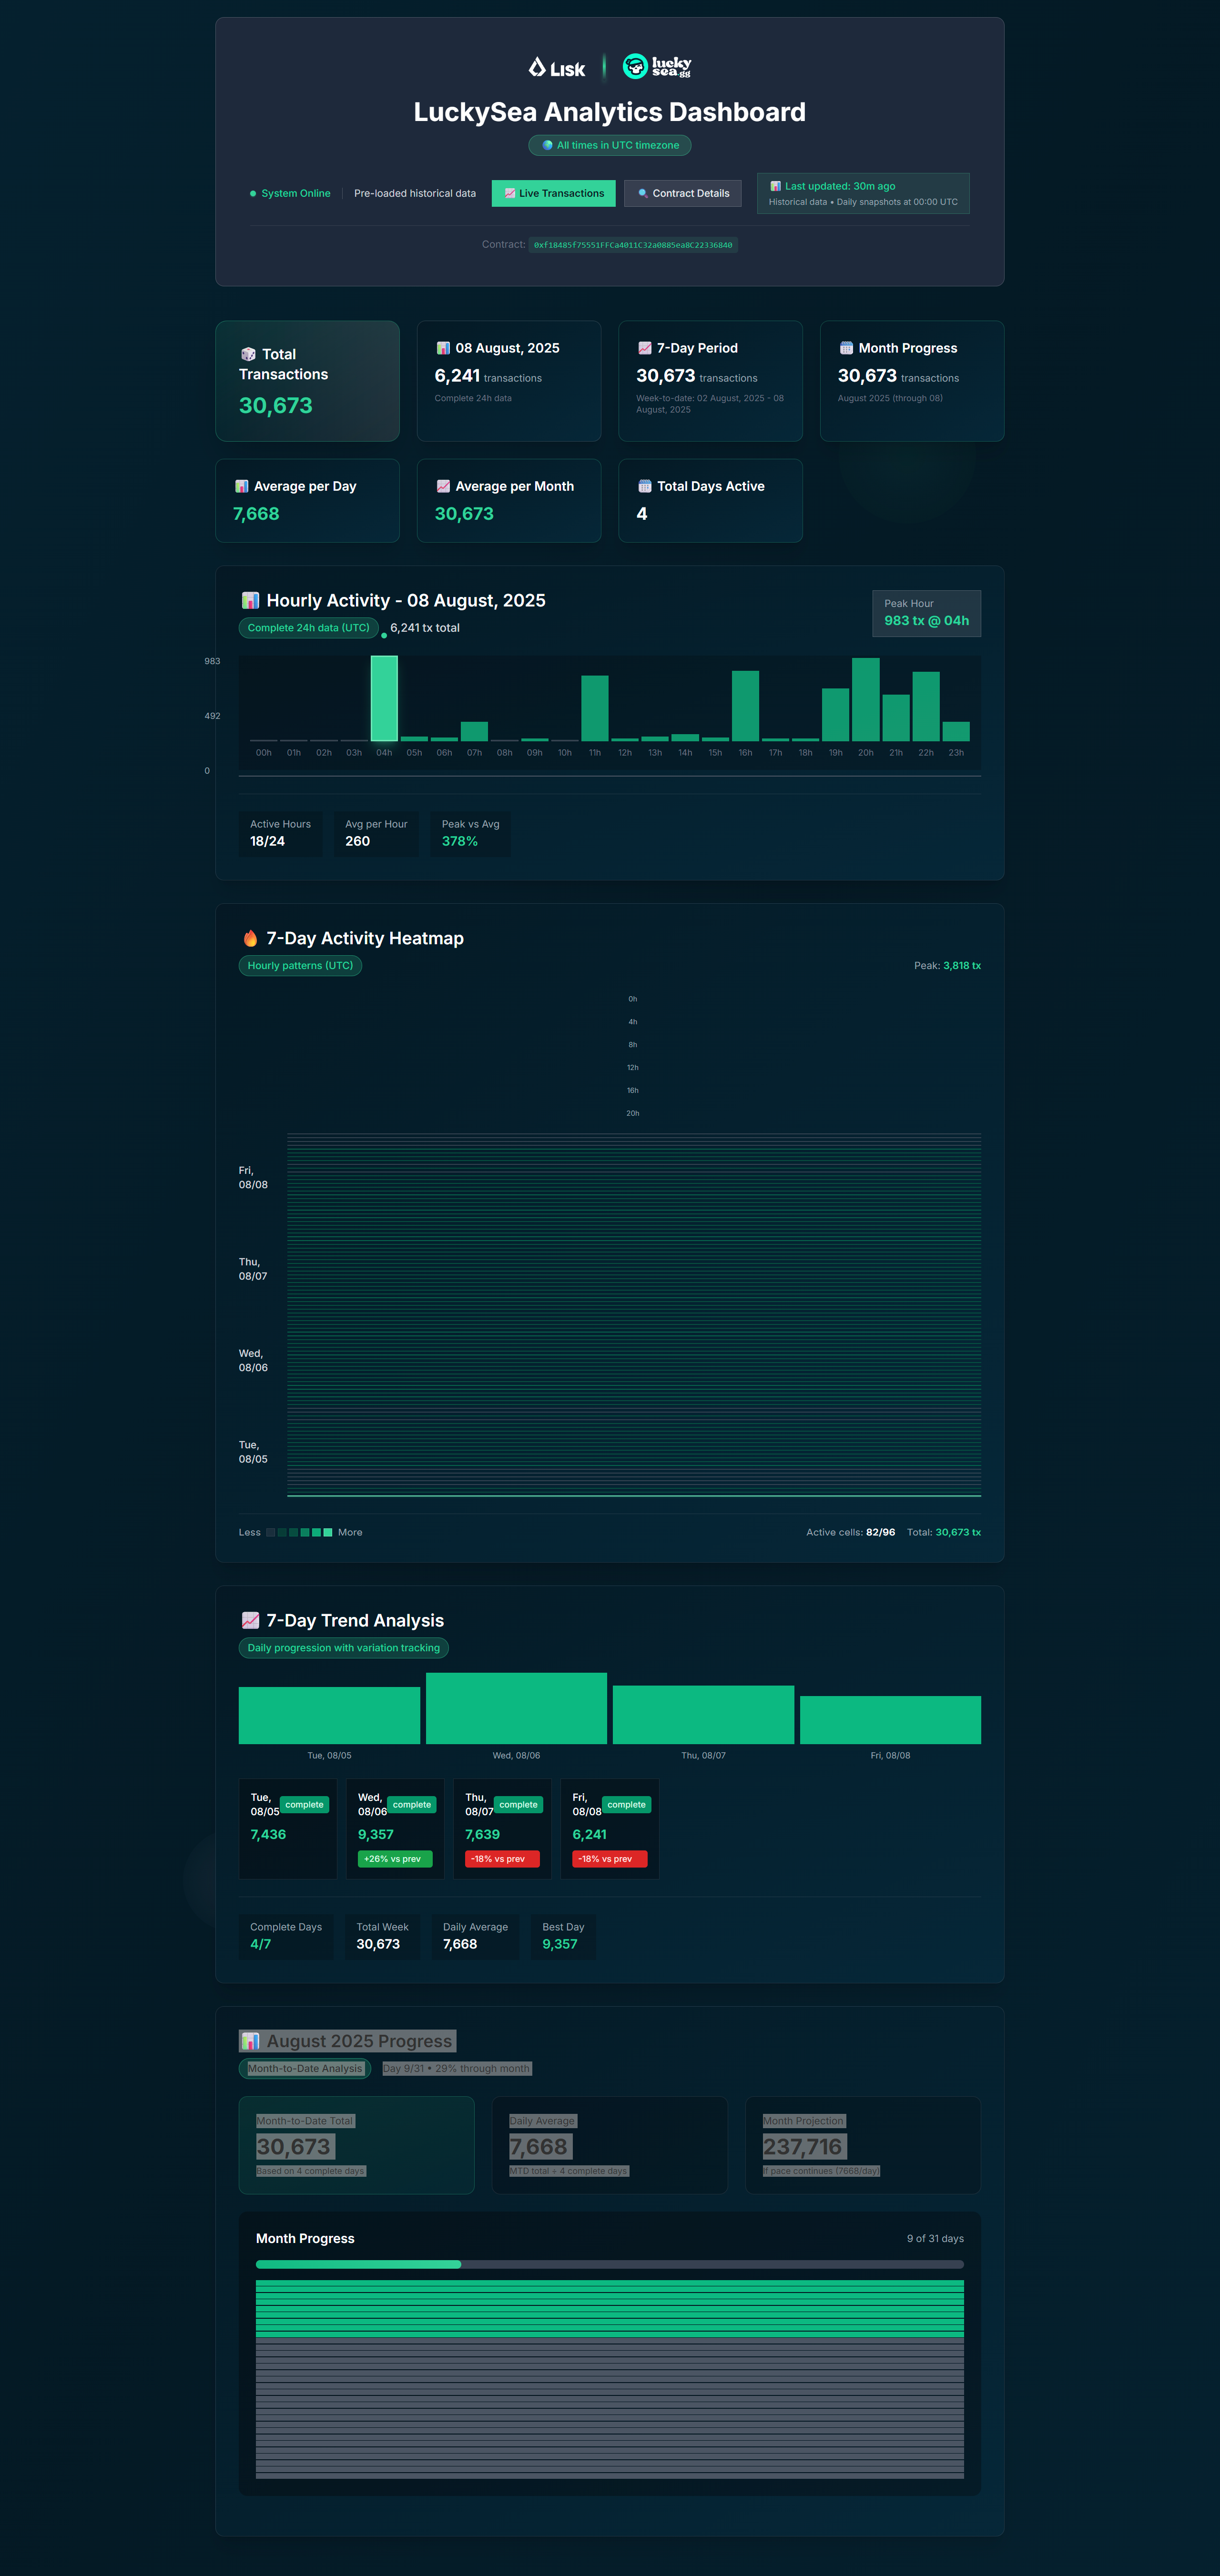 LISK
lucky
sea.gg
LuckySea Analytics Dashboard
All times in UTC timezone
System Online
Pre-loaded historical data
Live Transactions
Contract Details
Last updated: 30m ago
Historical data • Daily snapshots at 00:00 UTC
Contract: 0xf18485f75551FFCa4011C32a0885ea8C22336840
Total
Transactions
30,673
08 August, 2025
6,241 transactions
Complete 24h data
7-Day Period
30,673 transactions
Week-to-date: 02 August, 2025 - 08
August, 2025
Month Progress
30,673 transactions
August 2025 (through 08)
Average per Day
7,668
Average per Month
30,673
Total Days Active
4
Hourly Activity - 08 August, 2025
Complete 24h data (UTC)
6,241 tx total
Peak Hour
983 tx @ 04h
983
492
0
00h 01h 02h 03h 04h 05h 06h 07h 08h 09h 10h 11h 12h 13h 14h 15h 16h 17h 18h 19h 20h 21h 22h 23h
Active Hours
18/24
Avg per Hour
260
Peak vs Avg
378%
7-Day Activity Heatmap
Hourly patterns (UTC)
Peak: 3,818 tx
0h
4h
8h
12h
16h
20h
Fri,
08/08
Thu,
08/07
Wed,
08/06
Tue,
08/05
Less
More
Active cells: 82/96
Total: 30,673 tx
7-Day Trend Analysis
Daily progression with variation tracking
Tue, 08/05
Wed, 08/06
Thu, 08/07
Fri, 08/08
Tue,
08/05
complete
7,436
Wed,
08/06
complete
9,357
+26% vs prev
Thu,
08/07
complete
7,639
-18% vs prev
Fri,
08/08
complete
6,241
-18% vs prev
Complete Days
4/7
Total Week
30,673
Daily Average
7,668
Best Day
9,357
August 2025 Progress
Month-to-Date Analysis
Day 9/31 • 29% through month
Month-to-Date Total
30,673
Based on 4 complete days
Daily Average
7,668
MTD total ÷ 4 complete days
Month Projection
237,716
If pace continues (7668/day)
Month Progress
9 of 31 days